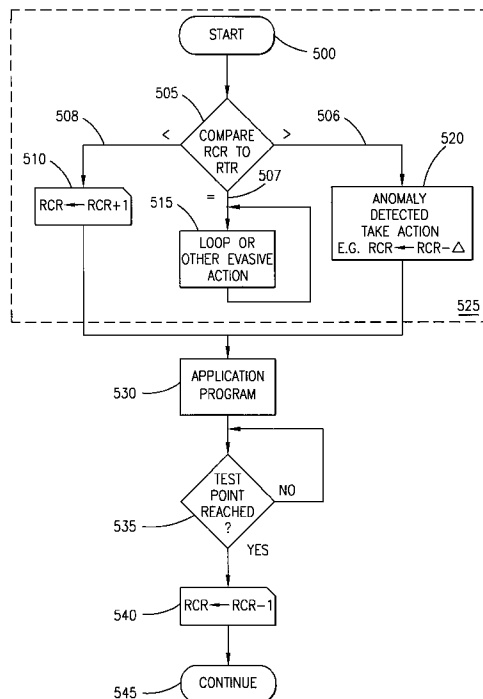 START
500
505
508
506
<
COMPARE
RCR TO
RTR
>
510
520
507
=
RCR ← RCR+1
515
ANOMALY
DETECTED
TAKE ACTION
E.G. RCR ← RCR-△
LOOP OR
OTHER EVASIVE
ACTION
525
530
APPLICATION
PROGRAM
TEST
POINT
REACHED
?
NO
535
YES
540
RCR ← RCR-1
545
CONTINUE